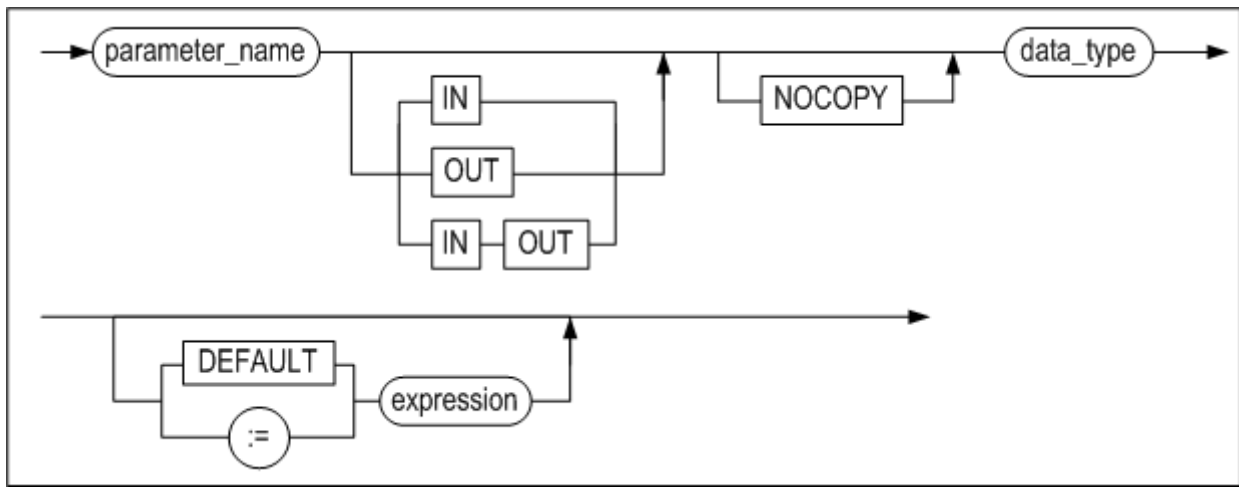 parameter_name data_type
IN NOCOPY
OUT
IN OUT
DEFAULT
expression
:=